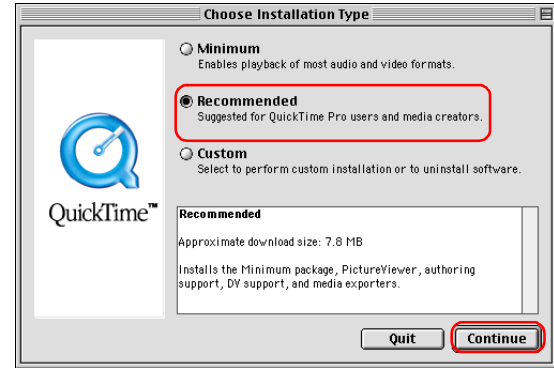 Choose Installation Type
Minimum
Enables playback of most audio and video formats.
Recommended
Suggested for QuickTime Pro users and media creators.
Custom
Select to perform custom installation or to uninstall software.
QuickTime™
Recommended
Approximate download size: 7.8 MB
Installs the Minimum package, PictureViewer, authoring
support, DV support, and media exporters.
Quit
Continue